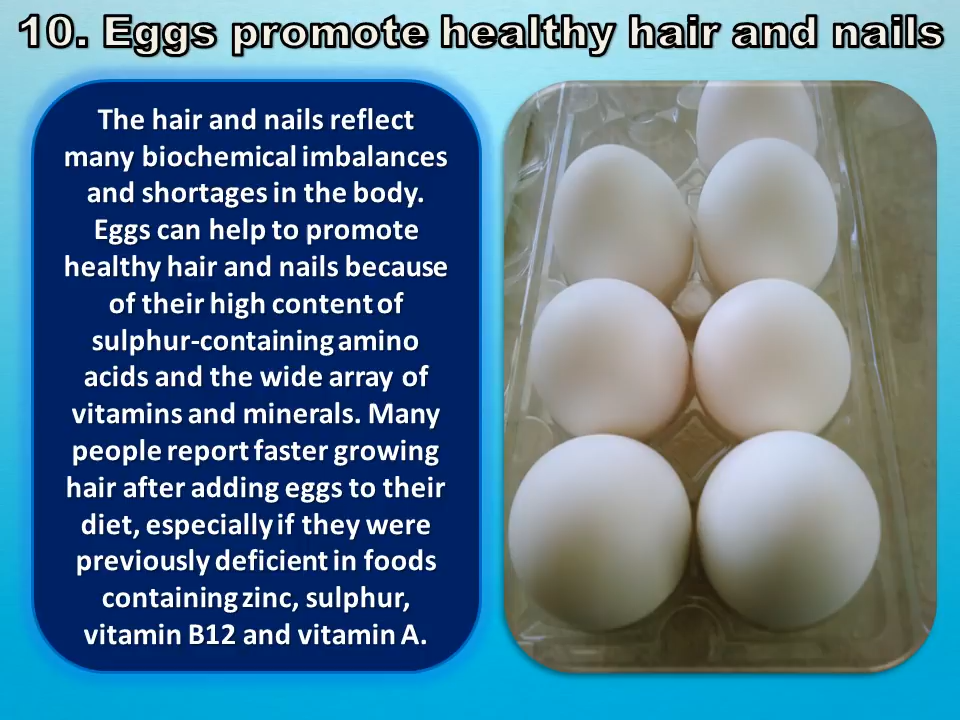 10. Eggs promote healthy hair and nails
The hair and nails reflect
many biochemical imbalances
and shortages in the body.
Eggs can help to promote
healthy hair and nails because
of their high content of
sulphur-containing amino
acids and the wide array of
vitamins and minerals. Many
people report faster growing
hair after adding eggs to their
diet, especially if they were
previously deficient in foods
containing zinc, sulphur,
vitamin B12 and vitamin A.